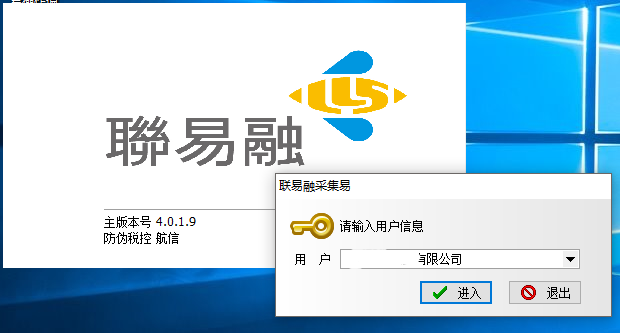 聯易融
主版本号 4.0.1.9
防伪税控 航信
联易融采集易
请输入用户信息
用 户
有限公司
进入
退出